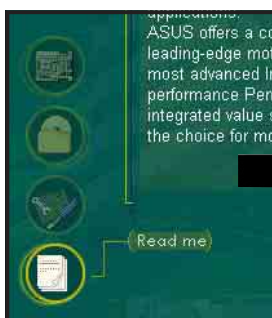 applications.
ASUS offers a co
leading-edge mot
most advanced In
performance Pen
integrated value s
the choice for mo
Read me